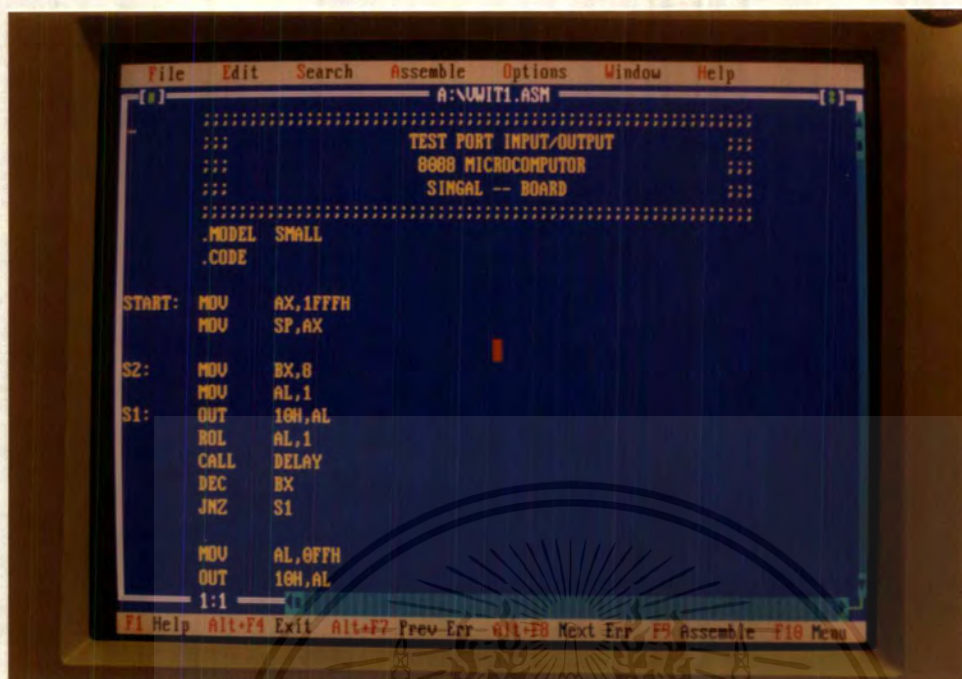 File Edit Search Assemble Options Window Help
A:\VWIT1.ASM
;;;;;;;;;;;;;;;;;;;;;;;;;;;;;;;;;;;;;;;;;;;;;;;;;;;;;;;;;;;;
;;; TEST PORT INPUT/OUTPUT ;;;
;;; 8088 MICROCOMPUTOR ;;;
;;; SINGAL -- BOARD ;;;
;;;;;;;;;;;;;;;;;;;;;;;;;;;;;;;;;;;;;;;;;;;;;;;;;;;;;;;;;;;;
.MODEL SMALL
.CODE
START: MOV AX,1FFFH
MOV SP,AX
S2: MOV BX,8
MOV AL,1
S1: OUT 10H,AL
ROL AL,1
CALL DELAY
DEC BX
JNZ S1
MOV AL,0FFH
OUT 10H,AL
1:1
F1 Help Alt+F4 Exit Alt+F7 Prev Err Alt+F8 Next Err F9 Assemble F10 Menu